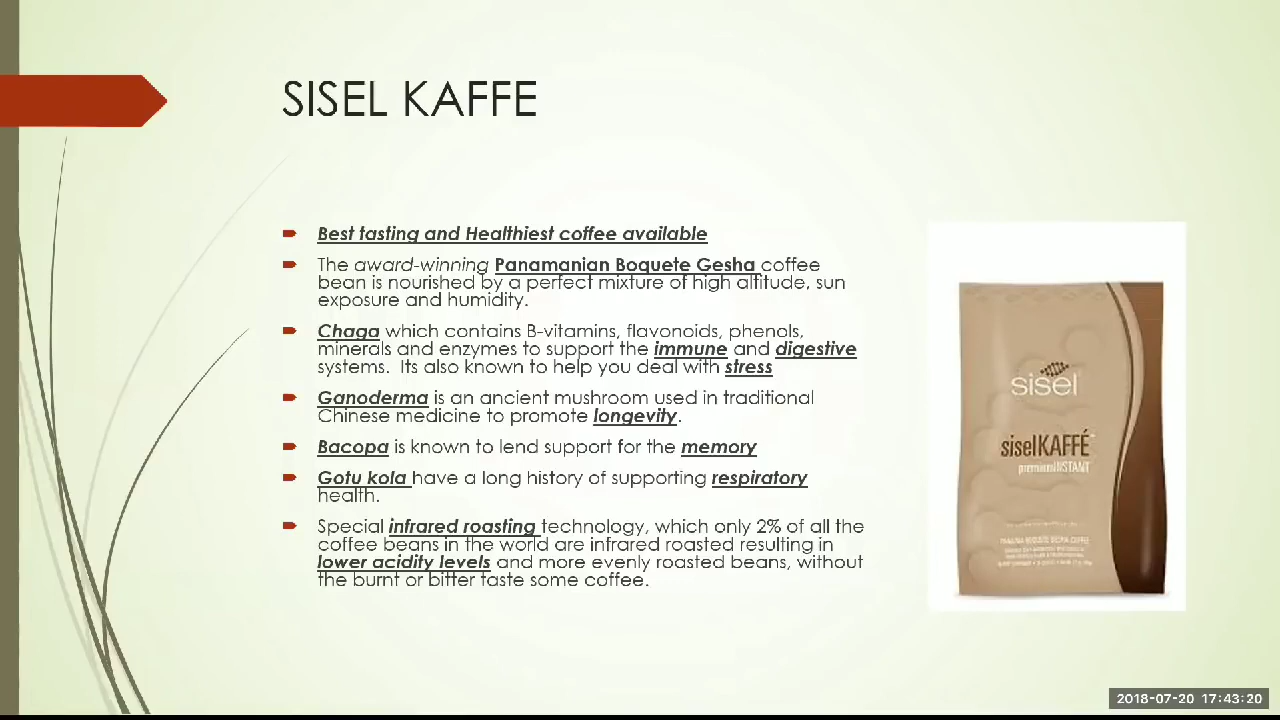 SISEL KAFFE
Best tasting and Healthiest coffee available
The award-winning Panamanian Boquete Gesha coffee
bean is nourished by a perfect mixture of high altitude, sun
exposure and humidity.
Chaga which contains B-vitamins, flavonoids, phenols,
minerals and enzymes to support the immune and digestive
systems.  Its also known to help you deal with stress
Ganoderma is an ancient mushroom used in traditional
Chinese medicine to promote longevity.
Bacopa is known to lend support for the memory
Gotu kola have a long history of supporting respiratory
health.
Special infrared roasting technology, which only 2% of all the
coffee beans in the world are infrared roasted resulting in
lower acidity levels and more evenly roasted beans, without
the burnt or bitter taste some coffee.
sisel
siselKAFFÉ
premiumINSTANT
2018-07-20 17:43:20